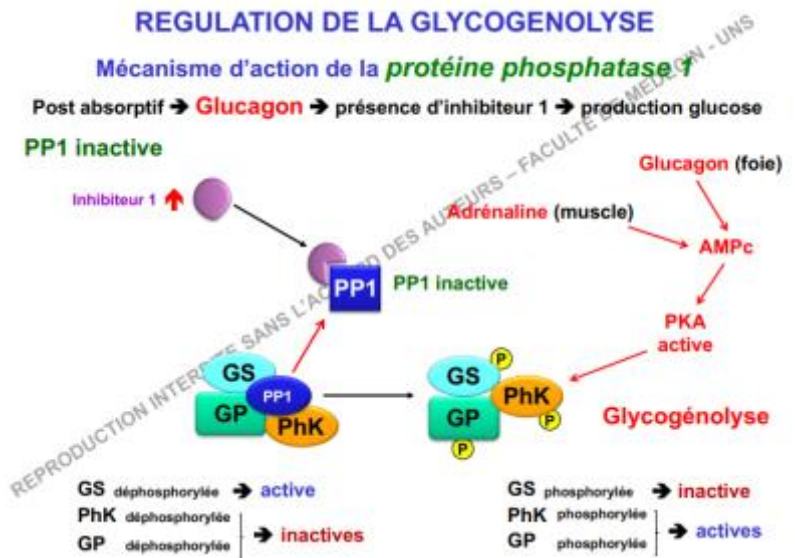 REGULATION DE LA GLYCOGENOLYSE
Mécanisme d'action de la protéine phosphatase 1
Post absorptif ➔ Glucagon ➔ présence d'inhibiteur 1 ➔ production glucose
PP1 inactive
Glucagon (foie)
Inhibiteur 1
Adrénaline (muscle)
AMPc
PP1
PP1 inactive
PKA
active
GS
PP1
GP
PhK
P
GS
PhK
GP
P
P
Glycogénolyse
GS déphosphorylée ➔ active
PhK déphosphorylée
GP déphosphorylée
➔ inactives
GS phosphorylée ➔ inactive
PhK phosphorylée
GP phosphorylée
➔ actives
REPRODUCTION INTERDITE SANS L'ACCORD DES AUTEURS – FACULTE DE MEDECIN - UNS